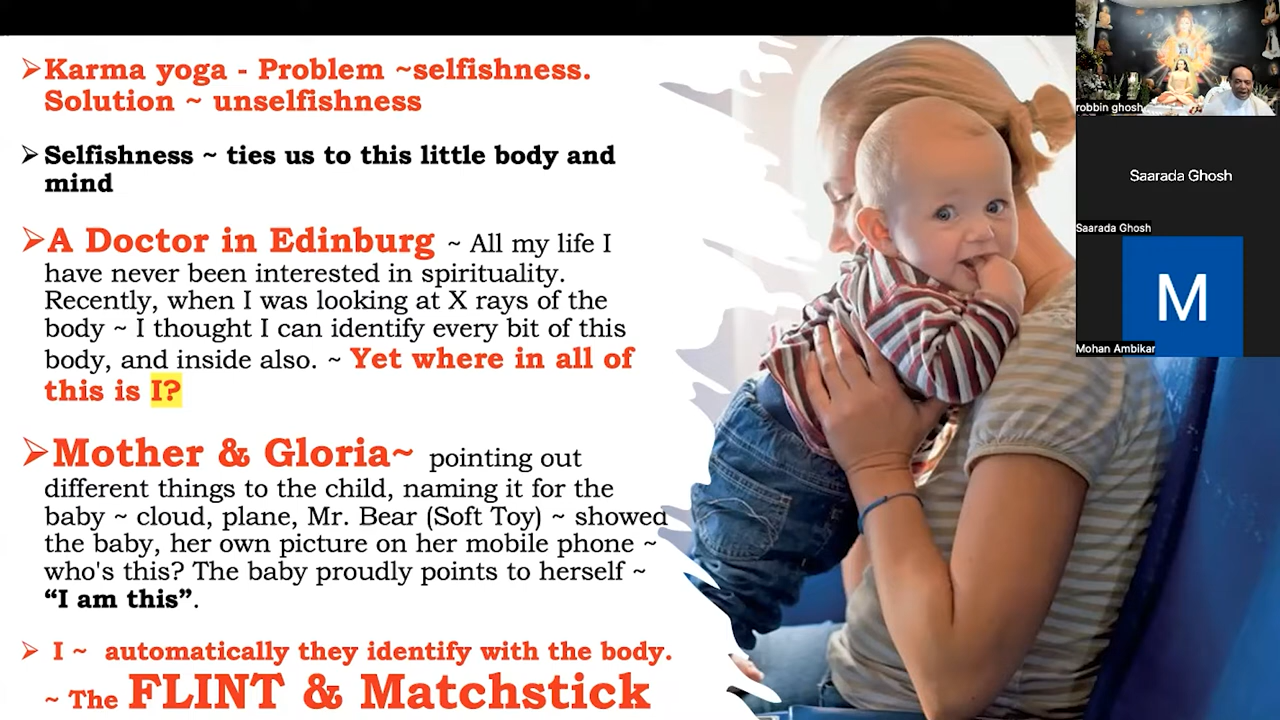 ➢Karma yoga - Problem ~selfishness.
Solution ~ unselfishness
➢Selfishness ~ ties us to this little body and
mind
➢A Doctor in Edinburg ~ All my life I
have never been interested in spirituality.
Recently, when I was looking at X rays of the
body ~ I thought I can identify every bit of this
body, and inside also. ~ Yet where in all of
this is I?
➢Mother & Gloria~ pointing out
different things to the child, naming it for the
baby ~ cloud, plane, Mr. Bear (Soft Toy) ~ showed
the baby, her own picture on her mobile phone ~
who's this? The baby proudly points to herself ~
“I am this”.
➢ I ~ automatically they identify with the body.
~ The FLINT & Matchstick
robbin ghosh
Saarada Ghosh
Saarada Ghosh
M
Mohan Ambikar